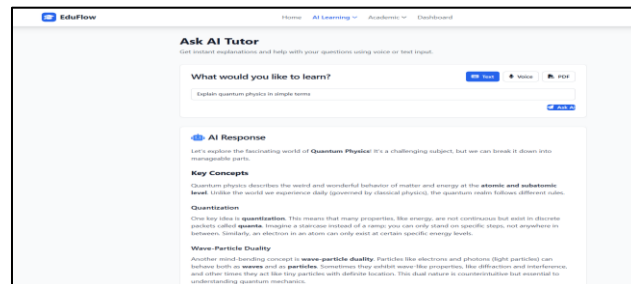 EduFlow
Home AI Learning Academic Dashboard
Ask AI Tutor
Get instant explanations and help with your questions using voice or text input.
What would you like to learn?
Text Voice PDF
Explain quantum physics in simple terms
Ask AI
AI Response
Let's explore the fascinating world of Quantum Physics! It's a challenging subject, but we can break it down into
manageable parts.
Key Concepts
Quantum physics describes the weird and wonderful behavior of matter and energy at the atomic and subatomic
level. Unlike the world we experience daily (governed by classical physics), the quantum realm follows different rules.
Quantization
One key idea is quantization. This means that many properties, like energy, are not continuous but exist in discrete
packets called quanta. Imagine a staircase instead of a ramp; you can only stand on specific steps, not anywhere in
between. Similarly, an electron in an atom can only exist at certain specific energy levels.
Wave-Particle Duality
Another mind-bending concept is wave-particle duality. Particles like electrons and photons (light particles) can
behave both as waves and as particles. Sometimes they exhibit wave-like properties, like diffraction and interference,
and other times they act like tiny particles with definite location. This dual nature is counterintuitive but essential to
understanding quantum mechanics.